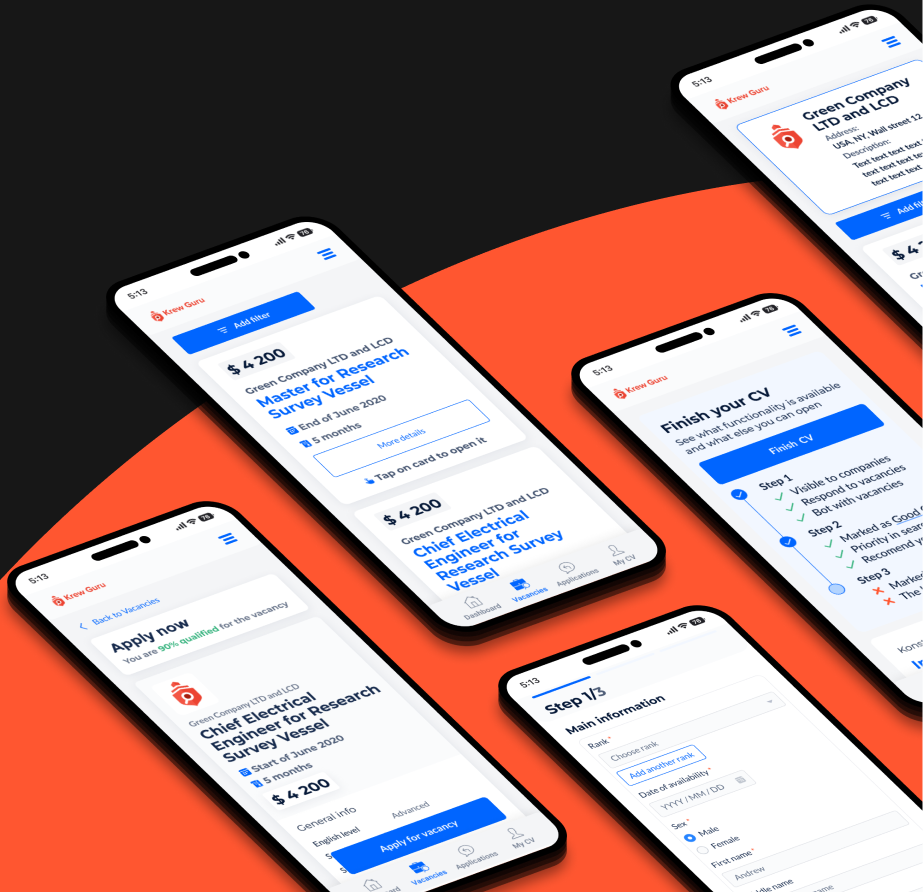 5:13
76
Krew Guru
Add filter
$ 4 200
Green Company LTD and LCD
Master for Research
Survey Vessel
End of June 2020
5 months
More details
Tap on card to open it
$ 4 200
Green Company LTD and LCD
Chief Electrical
Engineer for
Research Survey
Vessel
Dashboard
Vacancies
Applications
My CV
5:13
76
Krew Guru
Green Company
LTD and LCD
Address:
USA, NY, Wall street 12
Description:
Text text text text
text text text
text text text
Add
$ 4
5:13
76
Krew Guru
Finish your CV
See what functionality is available
and what else you can open
Finish CV
Step 1
Visible to companies
Respond to vacancies
Bot with vacancies
Step 2
Marked as Good
Priority in
Recomend
Step 3
Marked
The
5:13
76
Krew Guru
Back to Vacancies
Apply now
You are 90% qualified for the vacancy
Green Company LTD and LCD
Chief Electrical
Engineer for Research
Survey Vessel
Start of June 2020
5 months
$ 4 200
General info
English level
Advanced
Apply for vacancy
Vacancies
Applications
My CV
5:13
76
Step 1/3
Main information
Rank*
Choose rank
Add another rank
Date of availability*
YYYY / MM / DD
Sex*
Male
Female
First name*
Andrew
name
name